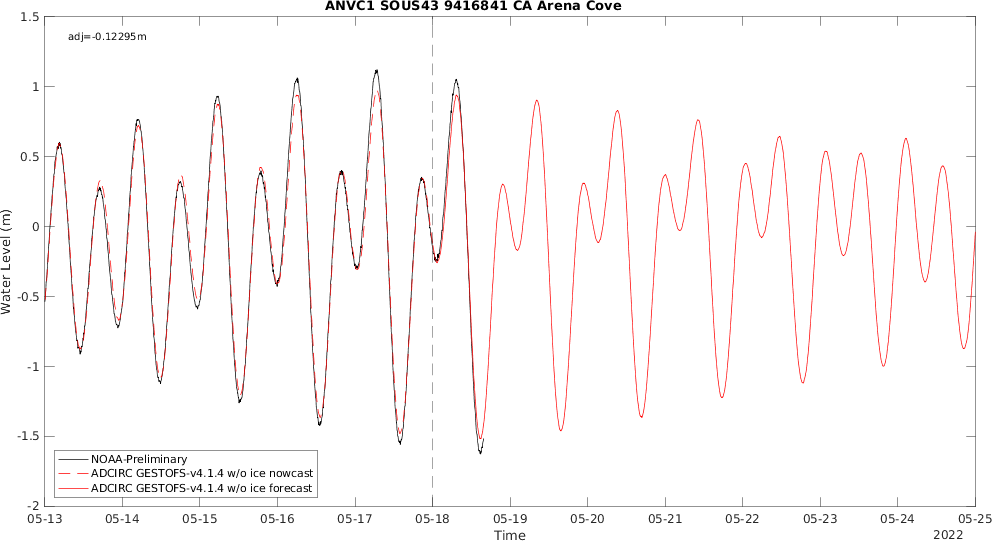 ANVC1 SOUS43 9416841 CA Arena Cove
adj=-0.12295m
1.5
1
0.5
0
-0.5
-1
-1.5
-2
Water Level (m)
NOAA-Preliminary
ADCIRC GESTOFS-v4.1.4 w/o ice nowcast
ADCIRC GESTOFS-v4.1.4 w/o ice forecast
05-13 05-14 05-15 05-16 05-17 05-18 05-19 05-20 05-21 05-22 05-23 05-24 05-25
Time
2022